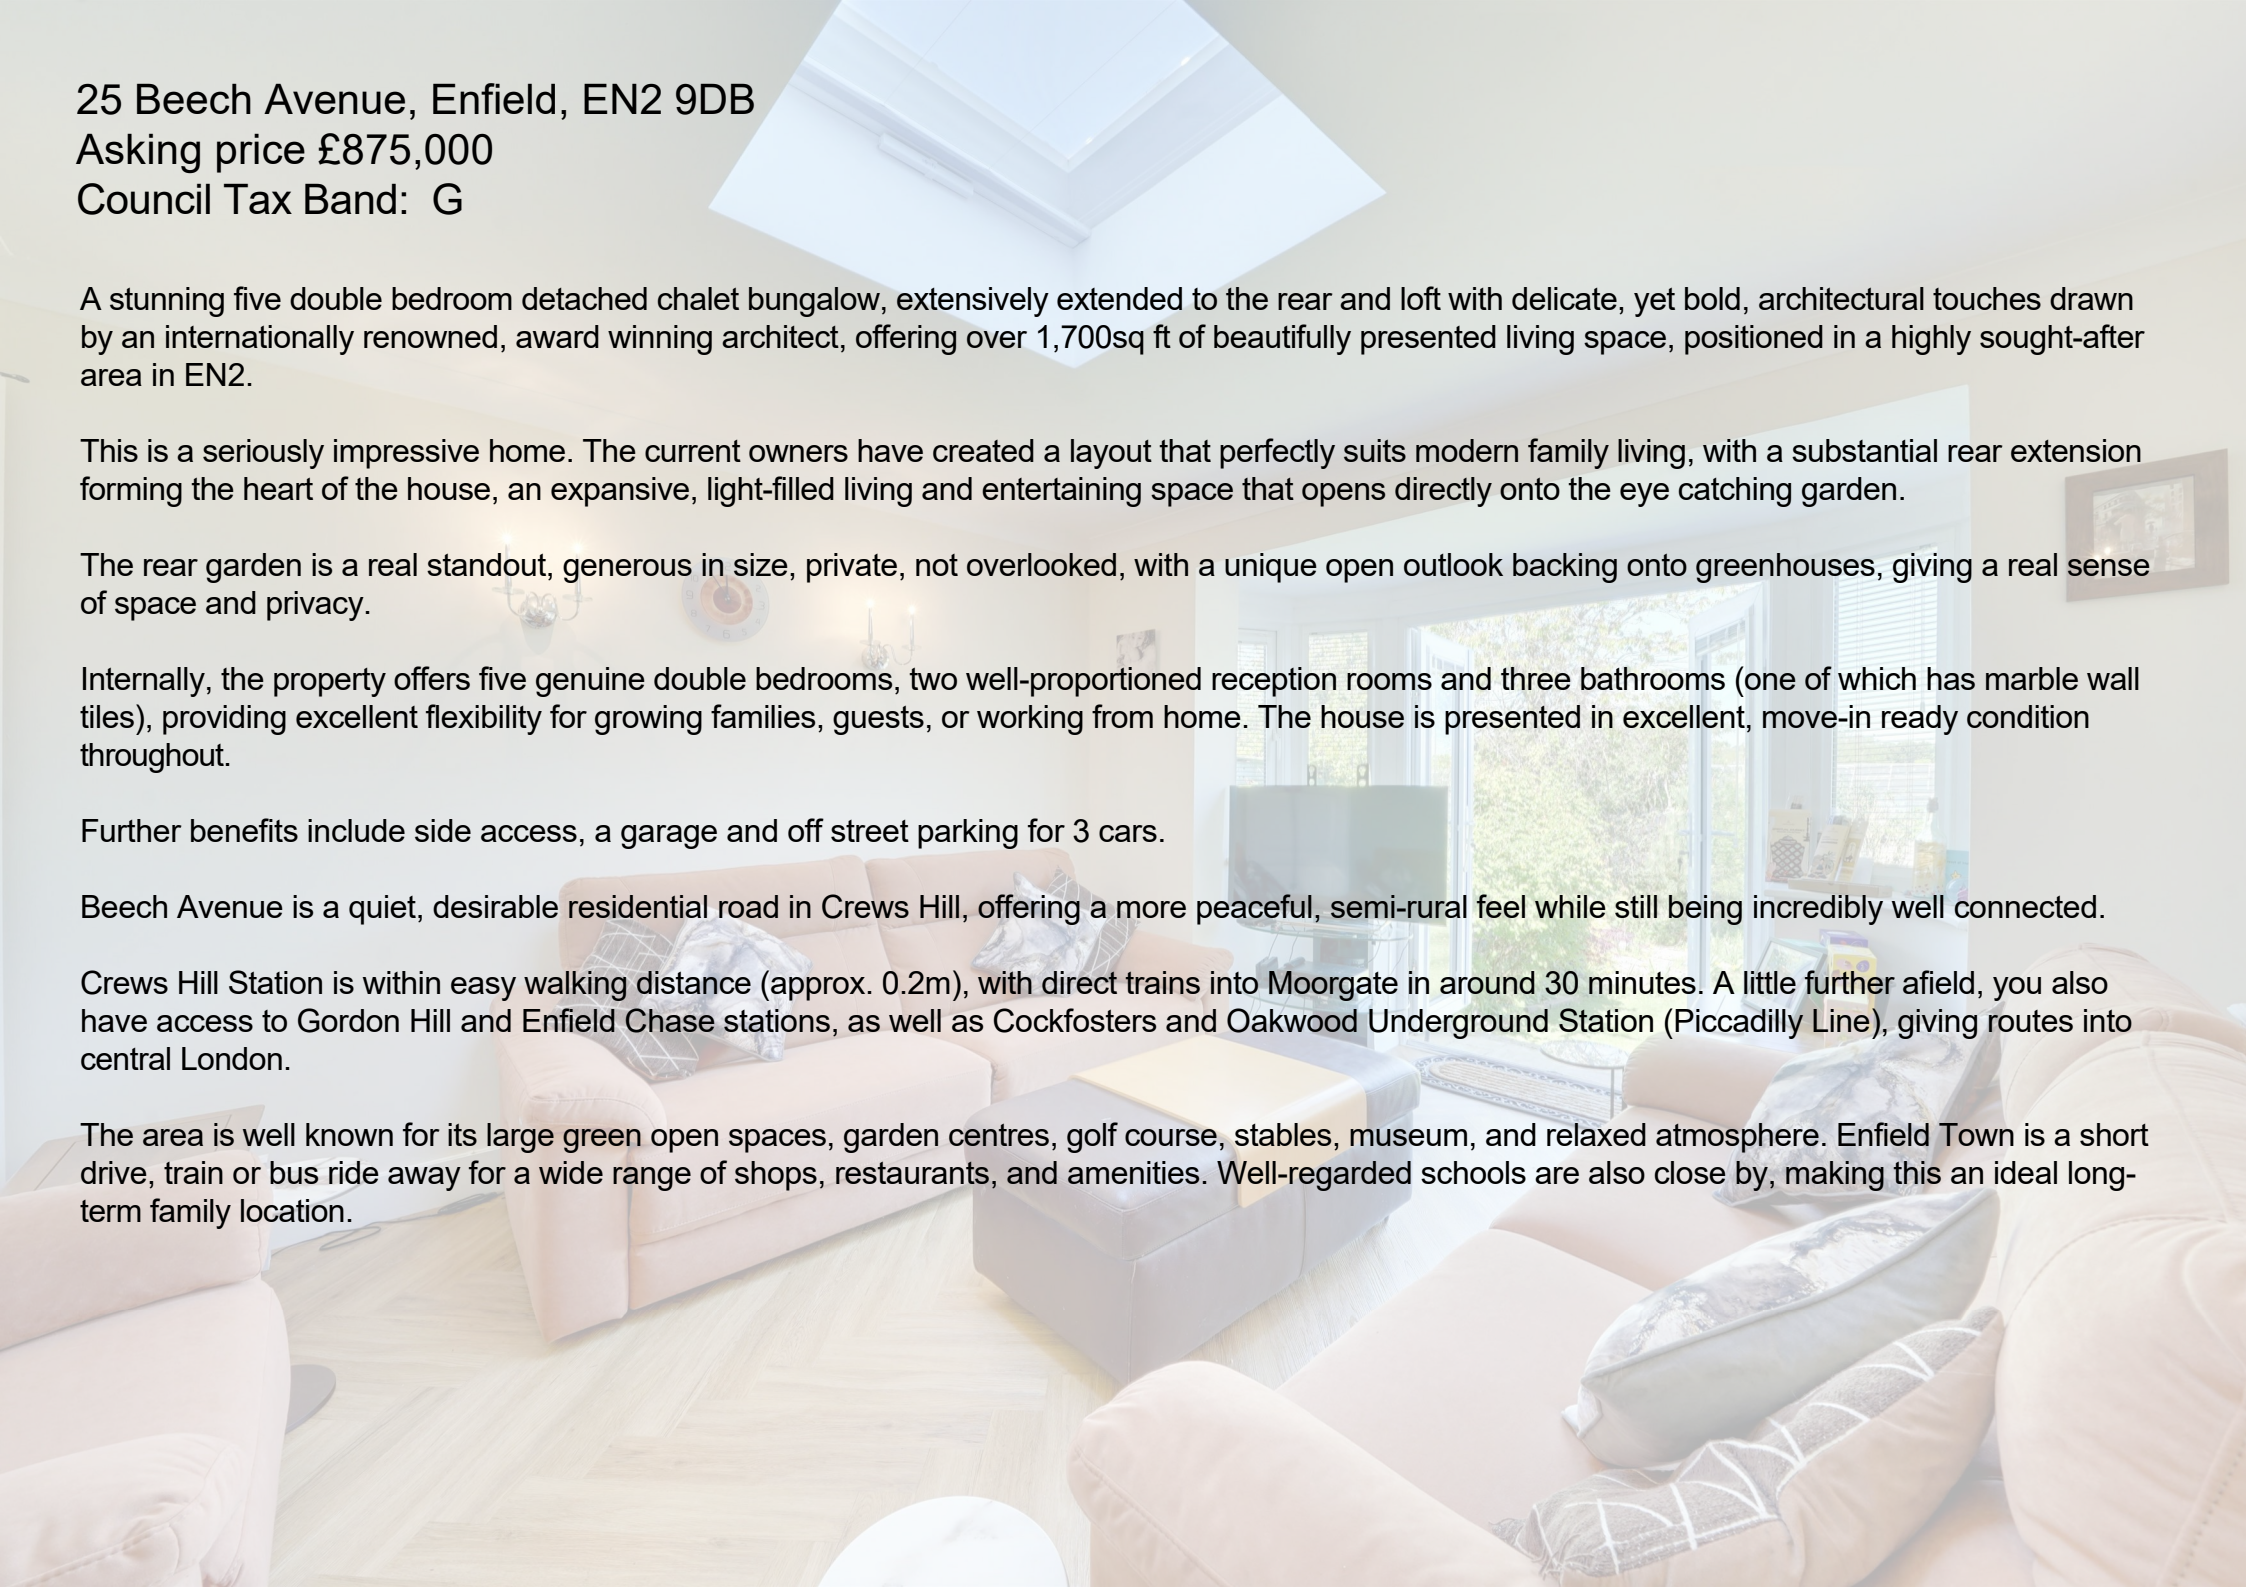 25 Beech Avenue, Enfield, EN2 9DB
Asking price £875,000
Council Tax Band:  G
A stunning five double bedroom detached chalet bungalow, extensively extended to the rear and loft with delicate, yet bold, architectural touches drawn
by an internationally renowned, award winning architect, offering over 1,700sq ft of beautifully presented living space, positioned in a highly sought-after
area in EN2.
This is a seriously impressive home. The current owners have created a layout that perfectly suits modern family living, with a substantial rear extension
forming the heart of the house, an expansive, light-filled living and entertaining space that opens directly onto the eye catching garden.
The rear garden is a real standout, generous in size, private, not overlooked, with a unique open outlook backing onto greenhouses, giving a real sense
of space and privacy.
Internally, the property offers five genuine double bedrooms, two well-proportioned reception rooms and three bathrooms (one of which has marble wall
tiles), providing excellent flexibility for growing families, guests, or working from home. The house is presented in excellent, move-in ready condition
throughout.
Further benefits include side access, a garage and off street parking for 3 cars.
Beech Avenue is a quiet, desirable residential road in Crews Hill, offering a more peaceful, semi-rural feel while still being incredibly well connected.
Crews Hill Station is within easy walking distance (approx. 0.2m), with direct trains into Moorgate in around 30 minutes. A little further afield, you also
have access to Gordon Hill and Enfield Chase stations, as well as Cockfosters and Oakwood Underground Station (Piccadilly Line), giving routes into
central London.
The area is well known for its large green open spaces, garden centres, golf course, stables, museum, and relaxed atmosphere. Enfield Town is a short
drive, train or bus ride away for a wide range of shops, restaurants, and amenities. Well-regarded schools are also close by, making this an ideal long-
term family location.